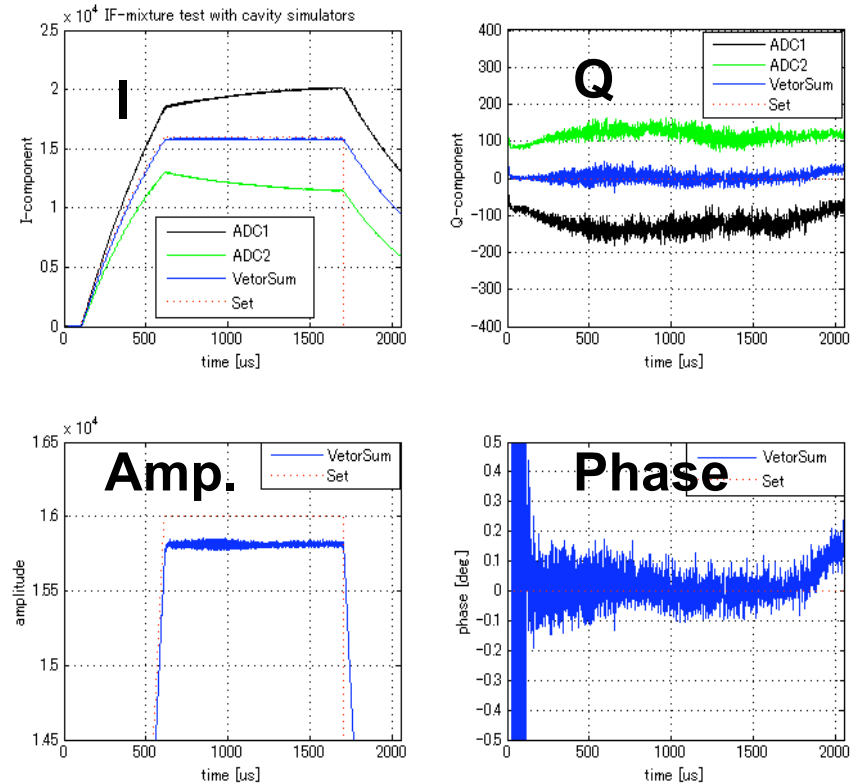 × 10⁴ IF-mixture test with cavity simulators
2.5
2
1.5
1
0.5
0
I-component
I
ADC1
ADC2
VetorSum
Set
0 500 1000 1500 2000
time [us]
400
300
200
100
0
-100
-200
-300
-400
Q-component
Q
ADC1
ADC2
VetorSum
Set
0 500 1000 1500 2000
time [us]
× 10⁴
1.65
1.6
1.55
1.5
1.45
amplitude
Amp.
VetorSum
Set
0 500 1000 1500 2000
time [us]
0.5
0.4
0.3
0.2
0.1
0
-0.1
-0.2
-0.3
-0.4
-0.5
phase [deg.]
Phase
VetorSum
Set
0 500 1000 1500 2000
time [us]